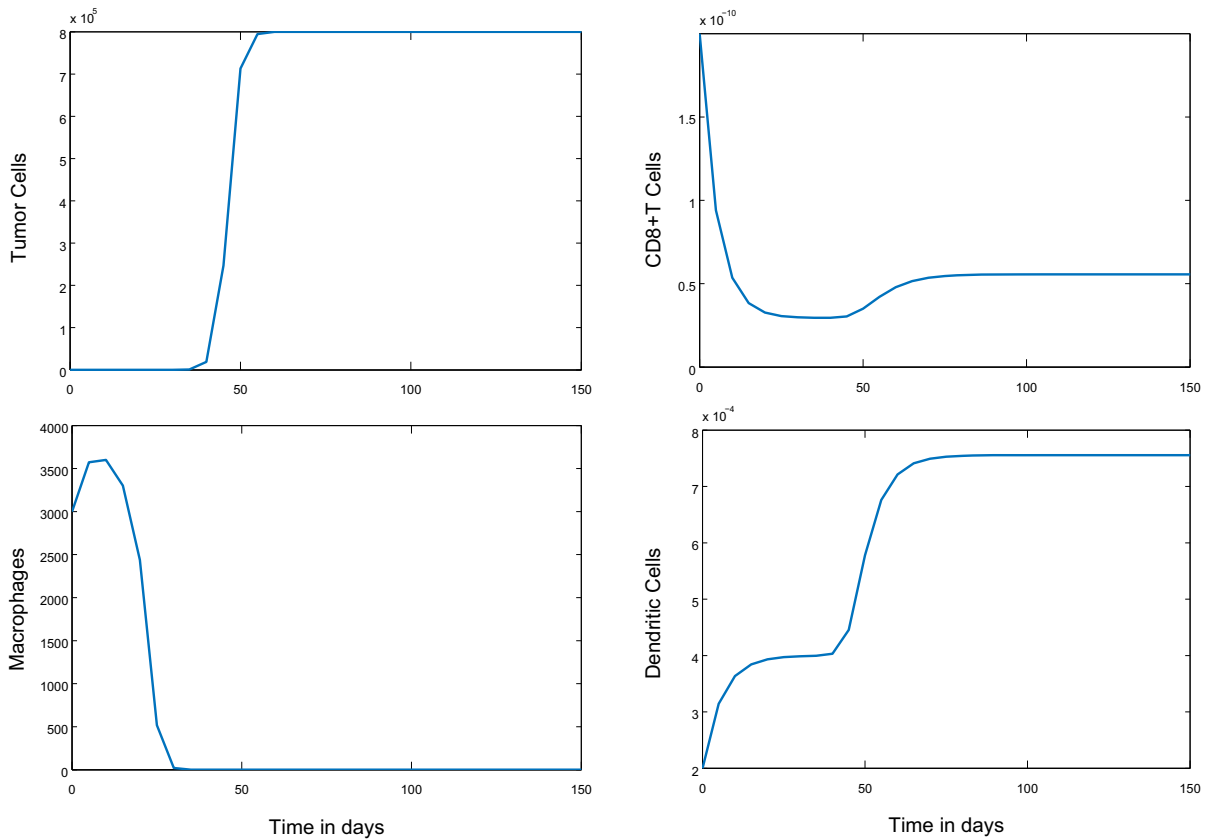 x 10^5
8
7
6
5
4
3
2
1
0
0 50 100 150
Tumor Cells
x 10^−10
1.5
1
0.5
0
0 50 100 150
CD8+T Cells
4000
3500
3000
2500
2000
1500
1000
500
0
0 50 100 150
Macrophages
Time in days
x 10^−4
8
7
6
5
4
3
2
0 50 100 150
Dendritic Cells
Time in days